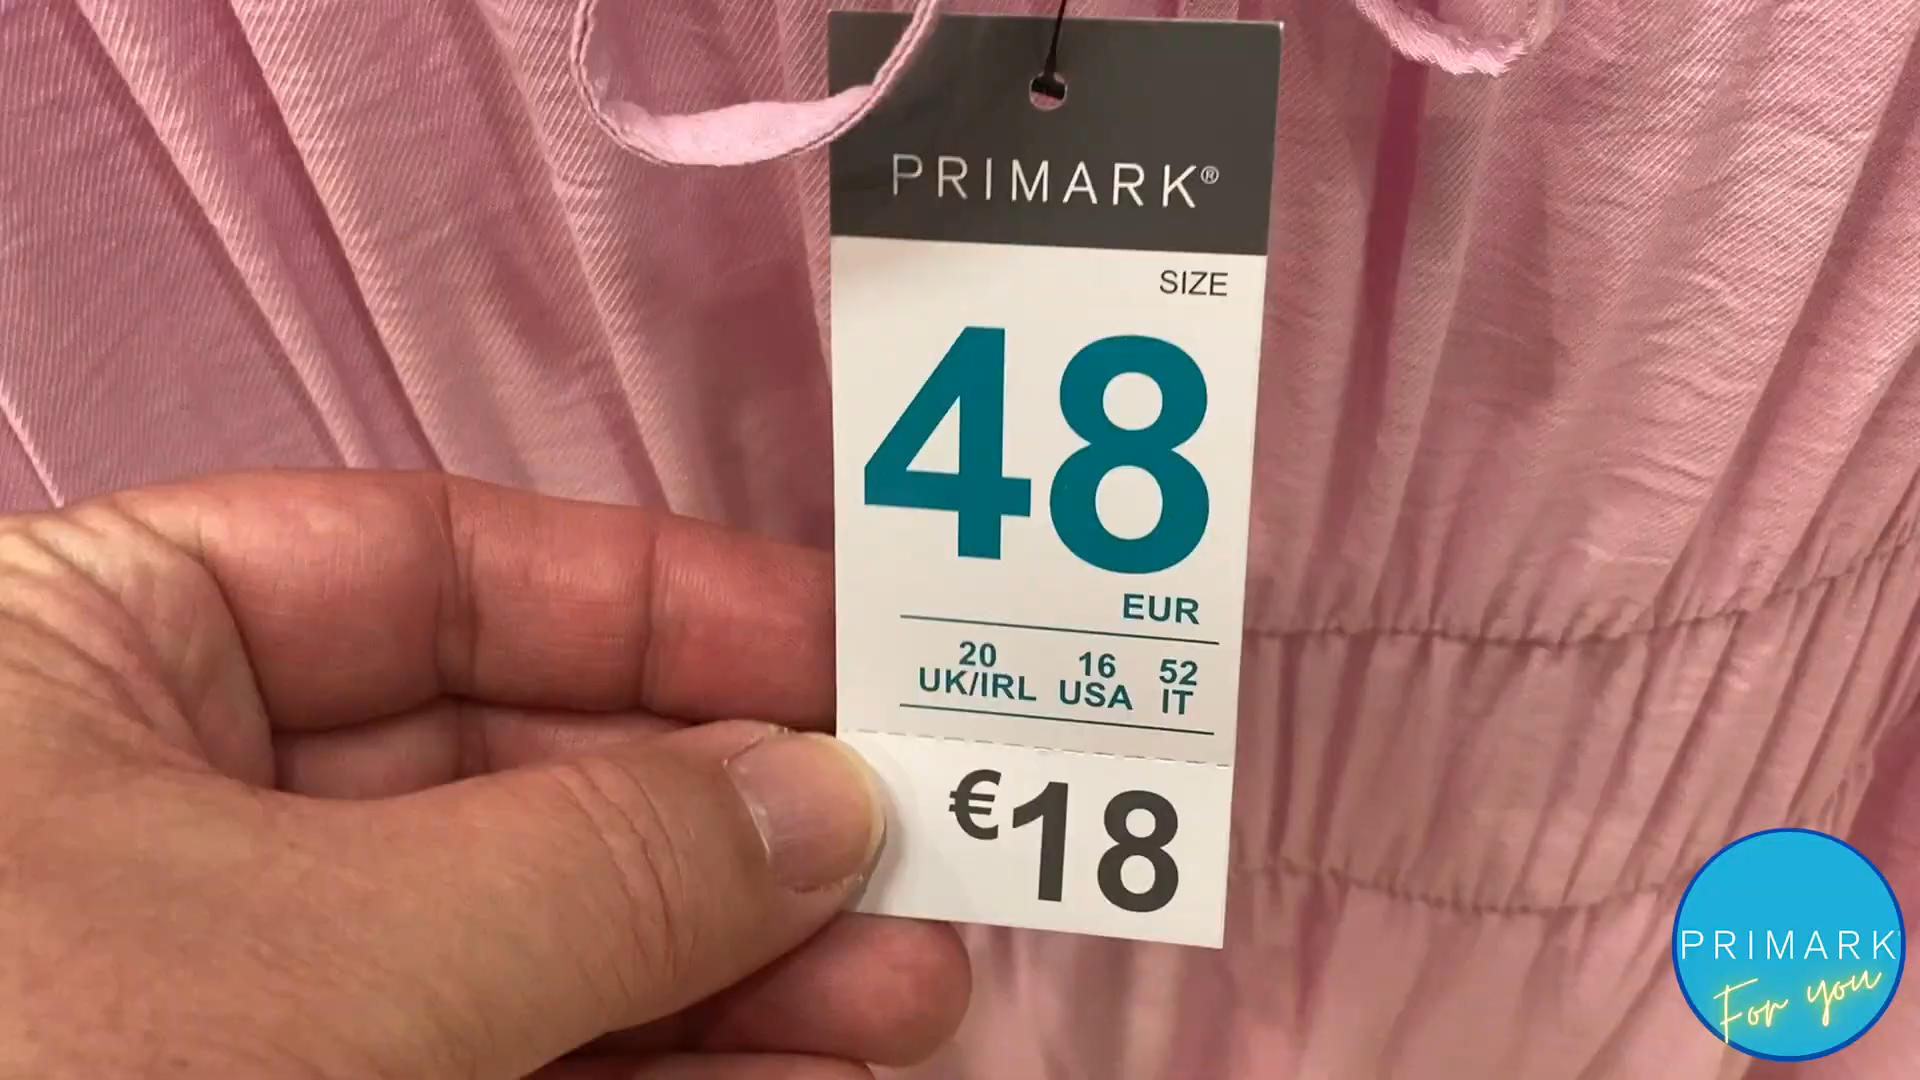 PRIMARK®
SIZE
48
EUR
20 16 52
UK/IRL USA IT
€18
PRIMARK
For you